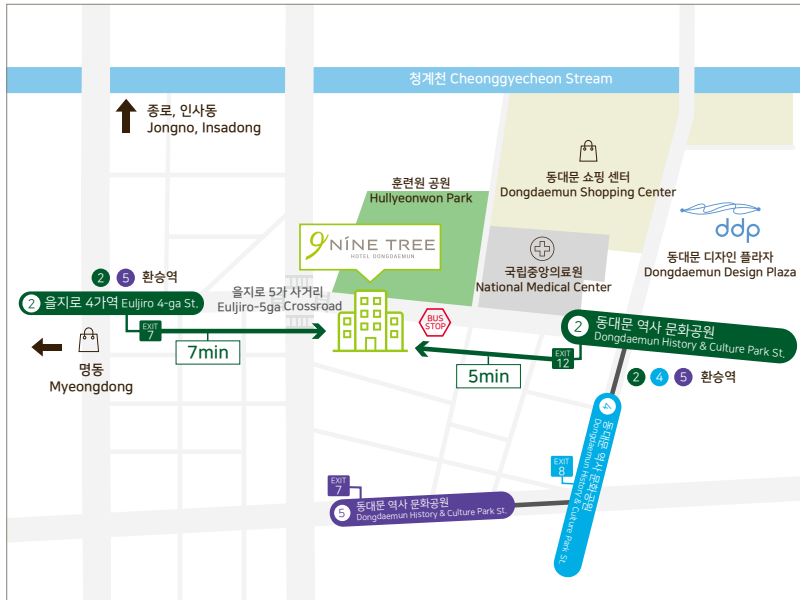 청계천 Cheonggyecheon Stream
종로, 인사동
Jongno, Insadong
동대문 쇼핑 센터
Dongdaemun Shopping Center
훈련원 공원
Hullyeonwon Park
ddp
동대문 디자인 플라자
Dongdaemun Design Plaza
9 NINE TREE
HOTEL DONGDAEMUN
국립중앙의료원
National Medical Center
2 5 환승역
2 을지로 4가역 Euljiro 4-ga St.
을지로 5가 사거리
Euljiro-5ga Crossroad
BUS
STOP
2 동대문 역사 문화공원
Dongdaemun History & Culture Park St.
EXIT
7
7min
EXIT
12
5min
명동
Myeongdong
2 4 5 환승역
4 동대문 역사 문화공원
Dongdaemun History & Culture Park St.
EXIT
8
EXIT
7
5 동대문 역사 문화공원
Dongdaemun History & Culture Park St.